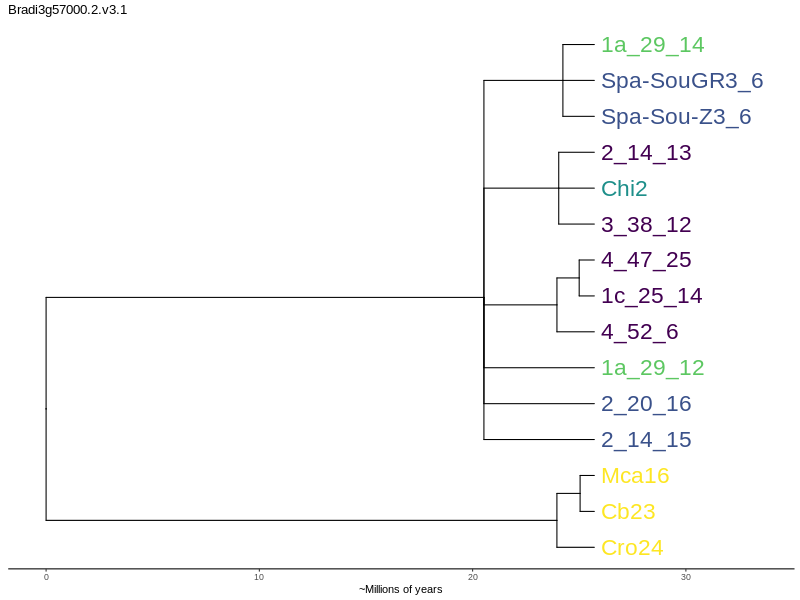 Bradi3g57000.2.v3.1
1a_29_14
Spa-SouGR3_6
Spa-Sou-Z3_6
2_14_13
Chi2
3_38_12
4_47_25
1c_25_14
4_52_6
1a_29_12
2_20_16
2_14_15
Mca16
Cb23
Cro24
0 10 20 30
~Millions of years